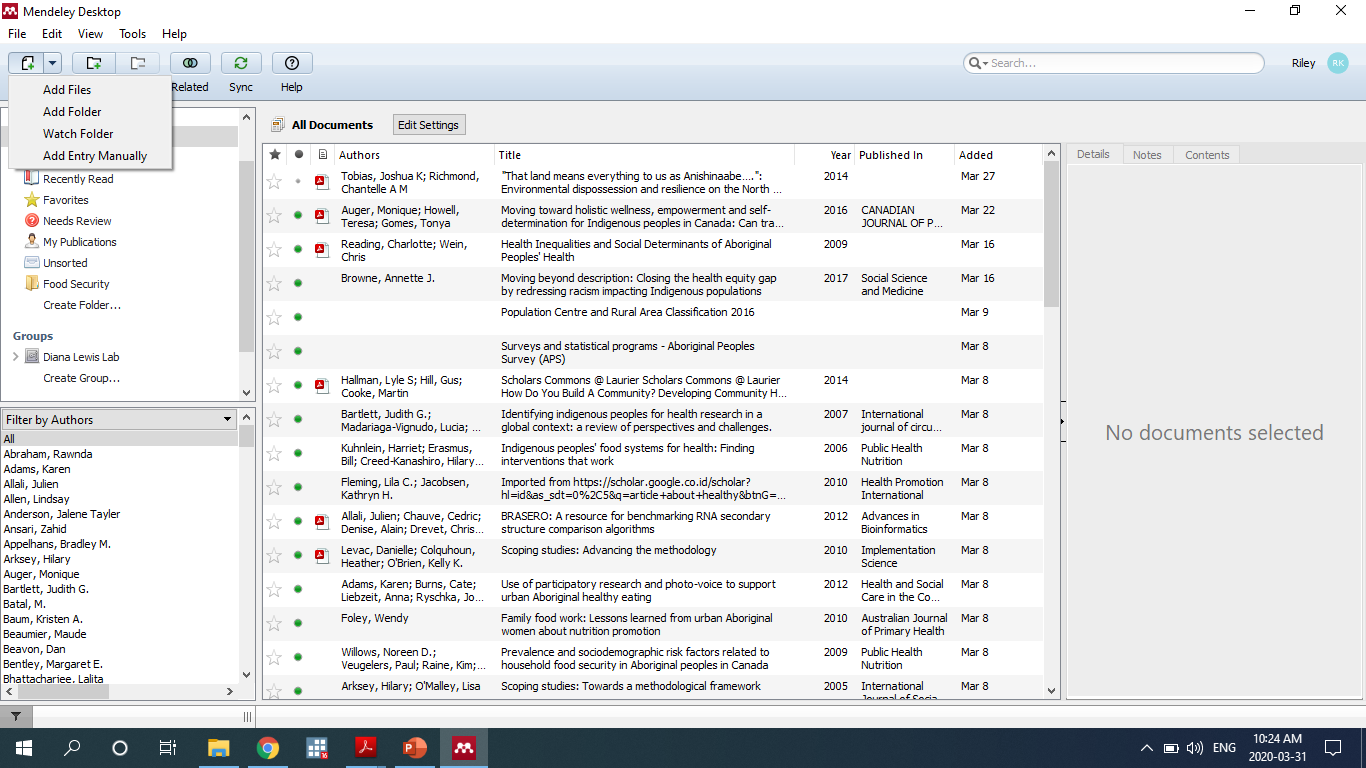 Mendeley Desktop
File Edit View Tools Help
Related Sync Help
Search...
Riley RK
Add Files
Add Folder
Watch Folder
Add Entry Manually
Recently Read
Favorites
Needs Review
My Publications
Unsorted
Food Security
Create Folder...
Groups
Diana Lewis Lab
Create Group...
Filter by Authors
All
Abraham, Rawnda
Adams, Karen
Allali, Julien
Allen, Lindsay
Anderson, Jalene Tayler
Ansari, Zahid
Appelhans, Bradley M.
Arksey, Hilary
Auger, Monique
Bartlett, Judith G.
Batal, M.
Baum, Kristen A.
Beaumier, Maude
Beavon, Dan
Bentley, Margaret E.
Bhattacharjee, Lalita
All Documents Edit Settings
Authors Title Year Published In Added
Tobias, Joshua K; Richmond, "That land means everything to us as Anishinaabe....": 2014 Mar 27
Chantelle A M Environmental dispossession and resilience on the North ...
Auger, Monique; Howell, Moving toward holistic wellness, empowerment and self- 2016 CANADIAN Mar 22
Teresa; Gomes, Tonya determination for Indigenous peoples in Canada: Can tra... JOURNAL OF P...
Reading, Charlotte; Wein, Health Inequalities and Social Determinants of Aboriginal 2009 Mar 16
Chris Peoples' Health
Browne, Annette J. Moving beyond description: Closing the health equity gap 2017 Social Science Mar 16
by redressing racism impacting Indigenous populations and Medicine
Population Centre and Rural Area Classification 2016 Mar 9
Surveys and statistical programs - Aboriginal Peoples Mar 8
Survey (APS)
Hallman, Lyle S; Hill, Gus; Scholars Commons @ Laurier Scholars Commons @ Laurier 2014 Mar 8
Cooke, Martin How Do You Build A Community? Developing Community H...
Bartlett, Judith G.; Identifying indigenous peoples for health research in a 2007 International Mar 8
Madariaga-Vignudo, Lucia; ... global context: a review of perspectives and challenges. journal of circu...
Kuhnlein, Harriet; Erasmus, Indigenous peoples' food systems for health: Finding 2006 Public Health Mar 8
Bill; Creed-Kanashiro, Hilary... interventions that work Nutrition
Fleming, Lila C.; Jacobsen, Imported from https://scholar.google.co.id/scholar? 2010 Health Promotion Mar 8
Kathryn H. hl=id&as_sdt=0%2C5&q=article+about+healthy&btnG=... International
Allali, Julien; Chauve, Cedric; BRASERO: A resource for benchmarking RNA secondary 2012 Advances in Mar 8
Denise, Alain; Drevet, Chris... structure comparison algorithms Bioinformatics
Levac, Danielle; Colquhoun, Scoping studies: Advancing the methodology 2010 Implementation Mar 8
Heather; O'Brien, Kelly K. Science
Adams, Karen; Burns, Cate; Use of participatory research and photo-voice to support 2012 Health and Social Mar 8
Liebzeit, Anna; Ryschka, Jo... urban Aboriginal healthy eating Care in the Co...
Foley, Wendy Family food work: Lessons learned from urban Aboriginal 2010 Australian Journal Mar 8
women about nutrition promotion of Primary Health
Willows, Noreen D.; Prevalence and sociodemographic risk factors related to 2009 Public Health Mar 8
Veugelers, Paul; Raine, Kim;... household food security in Aboriginal peoples in Canada Nutrition
Arksey, Hilary; O'Malley, Lisa Scoping studies: Towards a methodological framework 2005 International Mar 8
Journal of Socia
Details Notes Contents
No documents selected
ENG
10:24 AM
2020-03-31